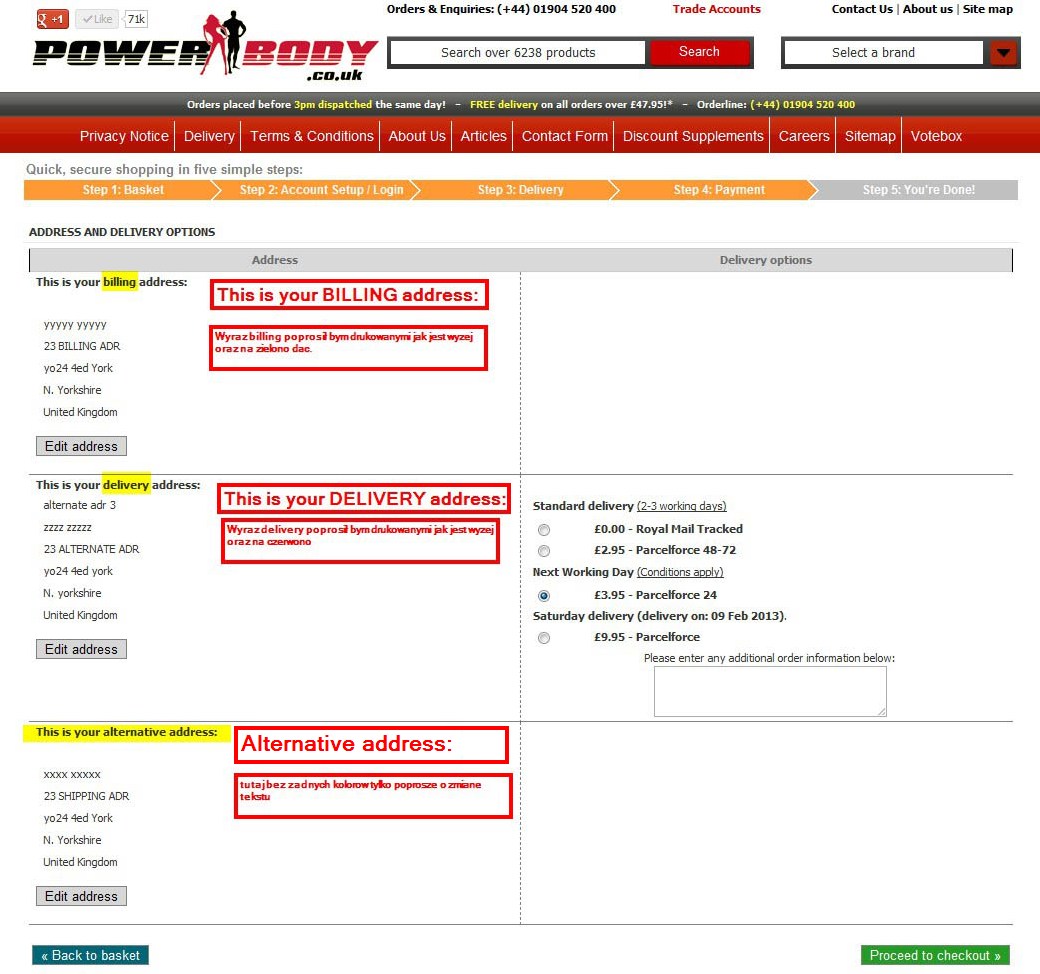 +1
Like
71k
Orders & Enquiries: (+44) 01904 520 400
Trade Accounts
Contact Us | About us | Site map
POWER BODY
.co.uk
Search over 6238 products
Search
Select a brand
Orders placed before 3pm dispatched the same day! – FREE delivery on all orders over £47.95!* – Orderline: (+44) 01904 520 400
Privacy Notice
Delivery
Terms & Conditions
About Us
Articles
Contact Form
Discount Supplements
Careers
Sitemap
Votebox
Quick, secure shopping in five simple steps:
Step 1: Basket
Step 2: Account Setup / Login
Step 3: Delivery
Step 4: Payment
Step 5: You're Done!
ADDRESS AND DELIVERY OPTIONS
Address
Delivery options
This is your billing address:
This is your BILLING address:
yyyyy yyyyy
23 BILLING ADR
yo24 4ed York
N. Yorkshire
United Kingdom
Wyraz billing poprosil bym drukowanymi jak jest wyzej
oraz na zielono dac.
Edit address
This is your delivery address:
This is your DELIVERY address:
alternate adr 3
zzzz zzzzz
23 ALTERNATE ADR
yo24 4ed york
N. yorkshire
United Kingdom
Wyraz delivery poprosil bym drukowanymi jak jest wyzej
oraz na czerwono
Edit address
Standard delivery (2-3 working days)
£0.00 - Royal Mail Tracked
£2.95 - Parcelforce 48-72
Next Working Day (Conditions apply)
£3.95 - Parcelforce 24
Saturday delivery (delivery on: 09 Feb 2013).
£9.95 - Parcelforce
Please enter any additional order information below:
This is your alternative address:
Alternative address:
xxxx xxxxx
23 SHIPPING ADR
yo24 4ed York
N. Yorkshire
United Kingdom
tutaj bez zadnych kolorow tylko poprosze o zmiane
tekstu
Edit address
« Back to basket
Proceed to checkout »